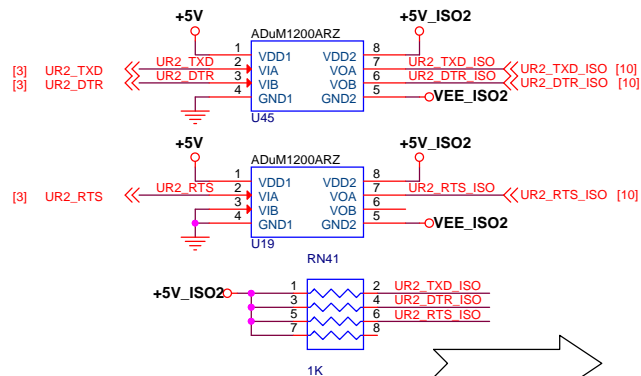 +5V +5V_ISO2
ADuM1200ARZ
1 VDD1 VDD2 8
[3] UR2_TXD UR2_TXD 2 VIA VOA 7 UR2_TXD_ISO UR2_TXD_ISO [10]
[3] UR2_DTR UR2_DTR 3 VIB VOB 6 UR2_DTR_ISO UR2_DTR_ISO [10]
4 GND1 GND2 5 VEE_ISO2
U45
+5V +5V_ISO2
ADuM1200ARZ
1 VDD1 VDD2 8
[3] UR2_RTS UR2_RTS 2 VIA VOA 7 UR2_RTS_ISO UR2_RTS_ISO [10]
3 VIB VOB 6
4 GND1 GND2 5 VEE_ISO2
U19
RN41
+5V_ISO2 1 2 UR2_TXD_ISO
3 4 UR2_DTR_ISO
5 6 UR2_RTS_ISO
7 8
1K